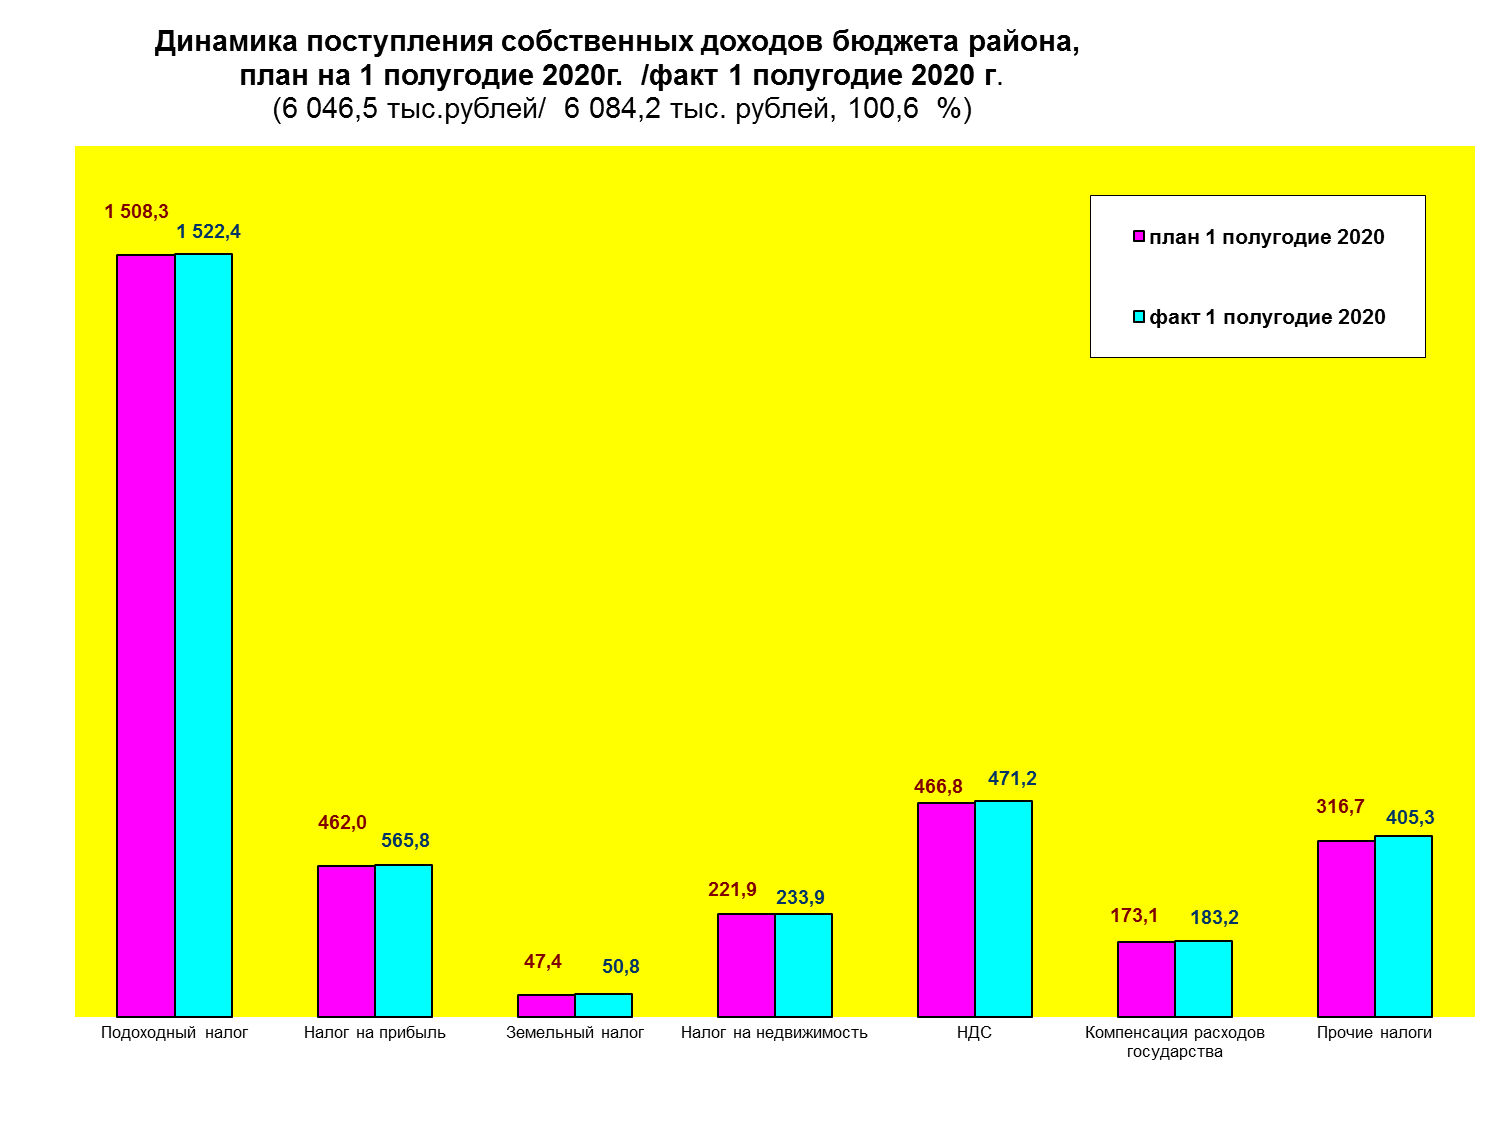 Динамика поступления собственных доходов бюджета района,
план на 1 полугодие 2020г. /факт 1 полугодие 2020 г.
(6 046,5 тыс.рублей/ 6 084,2 тыс. рублей, 100,6 %)
1 508,3
1 522,4
план 1 полугодие 2020
факт 1 полугодие 2020
462,0
565,8
47,4
50,8
221,9
233,9
466,8
471,2
173,1
183,2
316,7
405,3
Подоходный налог
Налог на прибыль
Земельный налог
Налог на недвижимость
НДС
Компенсация расходов
государства
Прочие налоги